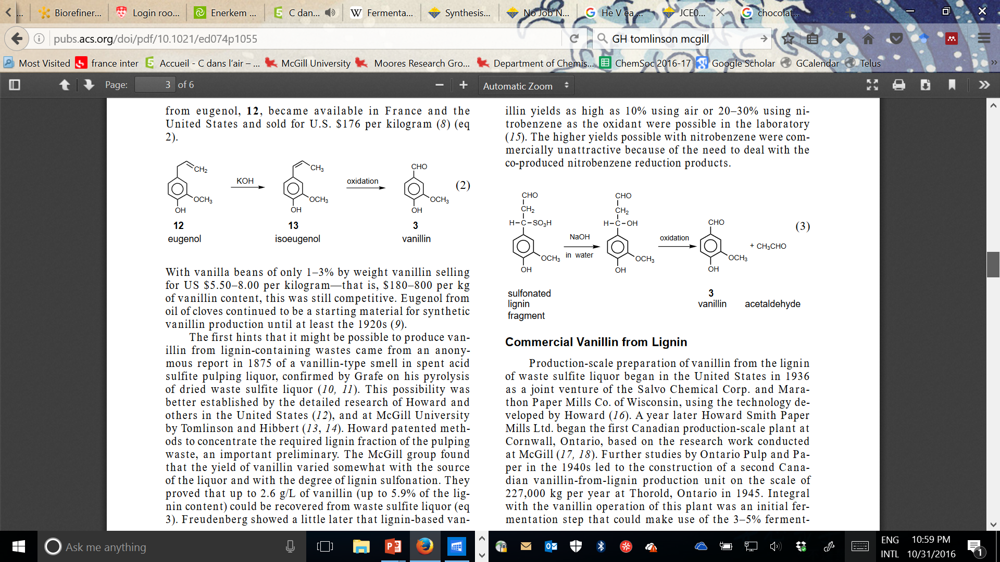 ...
Biorefiner...
Login roo...
Enerkem ...
C dan...
Fermenta...
Synthesis...
No Job N...
He V ea ...
JCE0...
chocolat...
pubs.acs.org/doi/pdf/10.1021/ed074p1055
GH tomlinson mcgill
Most Visited
france inter
Accueil - C dans l'air – ...
McGill University
Moores Research Gro...
Department of Chemis...
ChemSoc 2016-17
Google Scholar
GCalendar
Telus
Page: 3 of 6
Automatic Zoom
from eugenol, 12, became available in France and the
United States and sold for U.S. $176 per kilogram (8) (eq
2).
CH2
OCH3
OH
12
eugenol
KOH
CH3
OCH3
OH
13
isoeugenol
oxidation
CHO
OCH3
OH
3
vanillin
(2)
With vanilla beans of only 1–3% by weight vanillin selling
for US $5.50–8.00 per kilogram—that is, $180–800 per kg
of vanillin content, this was still competitive. Eugenol from
oil of cloves continued to be a starting material for synthetic
vanillin production until at least the 1920s (9).
The first hints that it might be possible to produce van-
illin from lignin-containing wastes came from an anony-
mous report in 1875 of a vanillin-type smell in spent acid
sulfite pulping liquor, confirmed by Grafe on his pyrolysis
of dried waste sulfite liquor (10, 11). This possibility was
better established by the detailed research of Howard and
others in the United States (12), and at McGill University
by Tomlinson and Hibbert (13, 14). Howard patented meth-
ods to concentrate the required lignin fraction of the pulping
waste, an important preliminary. The McGill group found
that the yield of vanillin varied somewhat with the source
of the liquor and with the degree of lignin sulfonation. They
proved that up to 2.6 g/L of vanillin (up to 5.9% of the lig-
nin content) could be recovered from waste sulfite liquor (eq
3). Freudenberg showed a little later that lignin-based van-
illin yields as high as 10% using air or 20–30% using ni-
trobenzene as the oxidant were possible in the laboratory
(15). The higher yields possible with nitrobenzene were com-
mercially unattractive because of the need to deal with the
co-produced nitrobenzene reduction products.
CHO
CH2
H–C–SO3H
OCH3
OH
sulfonated
lignin
fragment
NaOH
in water
CHO
CH2
H–C–OH
OCH3
OH
oxidation
CHO
OCH3
OH
3
vanillin
+ CH3CHO
acetaldehyde
(3)
Commercial Vanillin from Lignin
Production-scale preparation of vanillin from the lignin
of waste sulfite liquor began in the United States in 1936
as a joint venture of the Salvo Chemical Corp. and Mara-
thon Paper Mills Co. of Wisconsin, using the technology de-
veloped by Howard (16). A year later Howard Smith Paper
Mills Ltd. began the first Canadian production-scale plant at
Cornwall, Ontario, based on the research work conducted
at McGill (17, 18). Further studies by Ontario Pulp and Pa-
per in the 1940s led to the construction of a second Cana-
dian vanillin-from-lignin production unit on the scale of
227,000 kg per year at Thorold, Ontario in 1945. Integral
with the vanillin operation of this plant was an initial fer-
mentation step that could make use of the 3–5% ferment-
Ask me anything
ENG
INTL
10:59 PM
10/31/2016
1